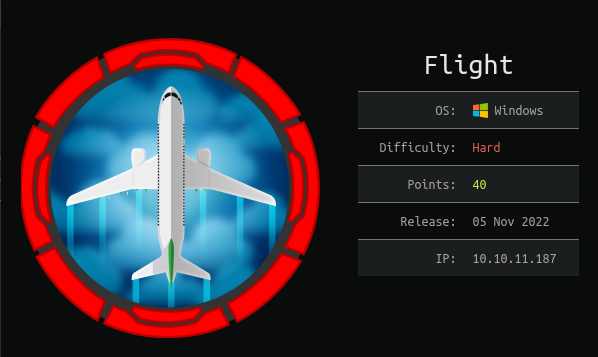 Flight
OS: Windows
Difficulty: Hard
Points: 40
Release: 05 Nov 2022
IP: 10.10.11.187